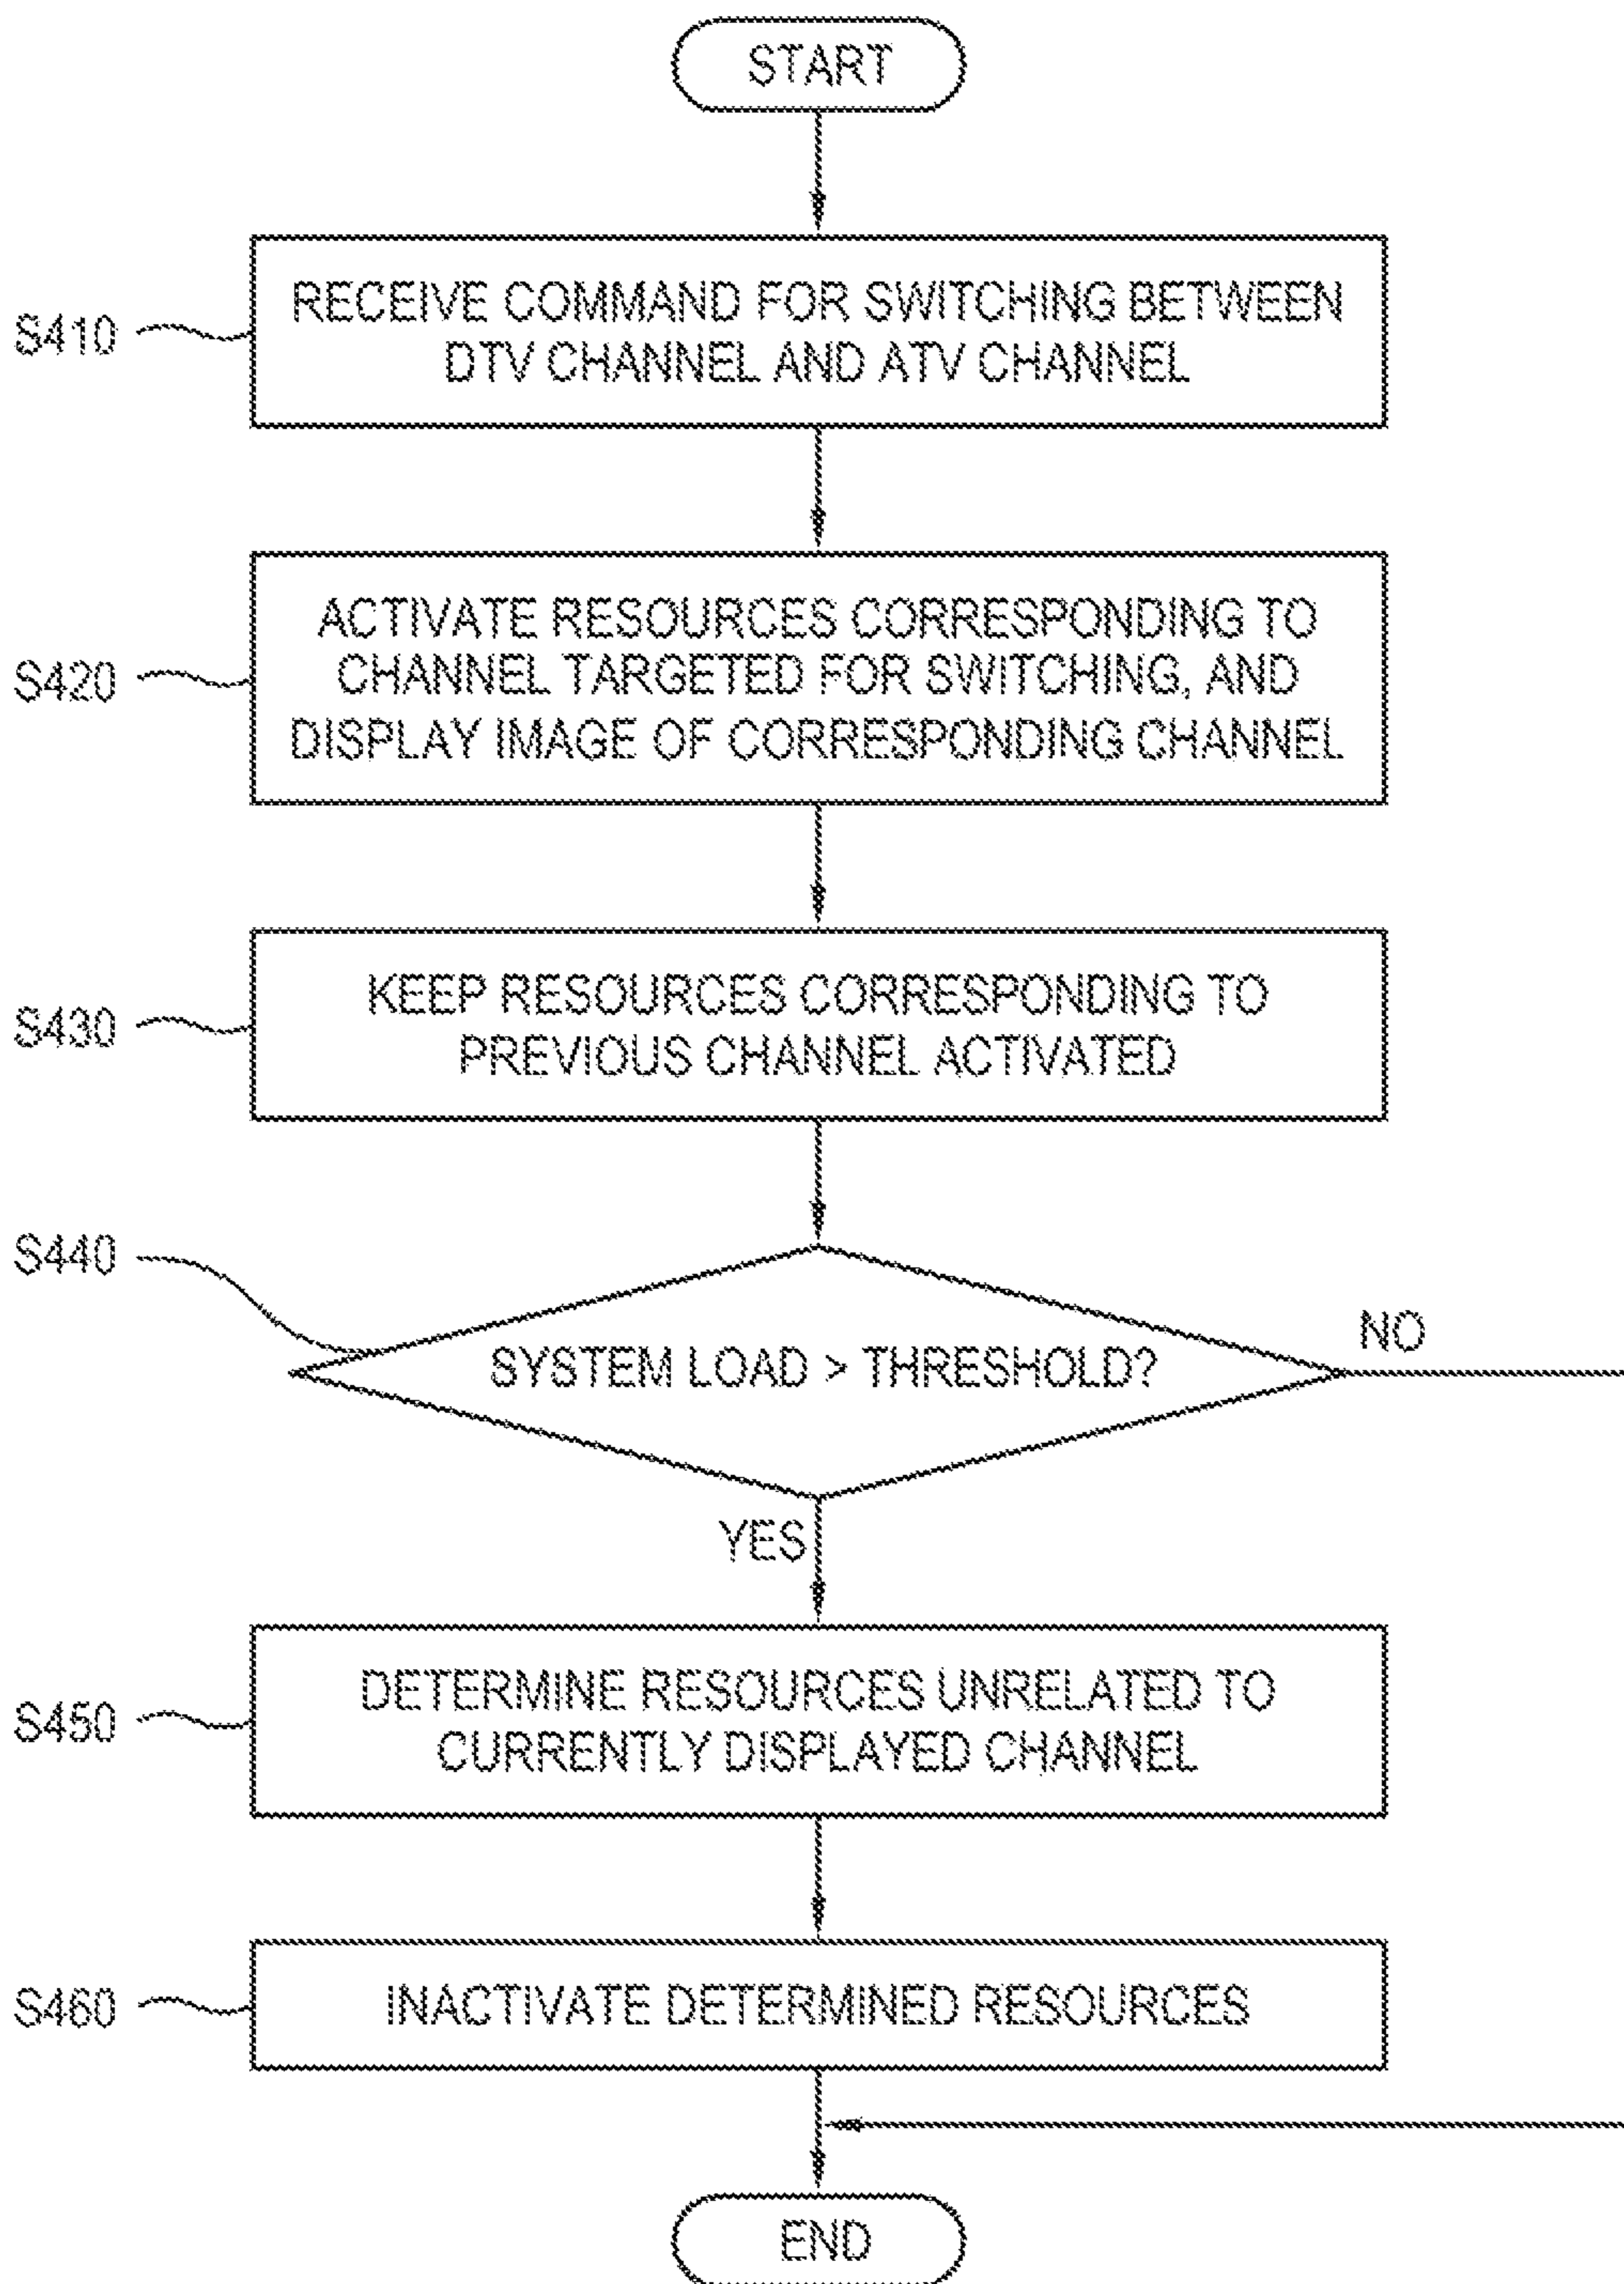 START
S410
RECEIVE COMMAND FOR SWITCHING BETWEEN
DTV CHANNEL AND ATV CHANNEL
S420
ACTIVATE RESOURCES CORRESPONDING TO
CHANNEL TARGETED FOR SWITCHING, AND
DISPLAY IMAGE OF CORRESPONDING CHANNEL
S430
KEEP RESOURCES CORRESPONDING TO
PREVIOUS CHANNEL ACTIVATED
S440
SYSTEM LOAD > THRESHOLD?
NO
YES
S450
DETERMINE RESOURCES UNRELATED TO
CURRENTLY DISPLAYED CHANNEL
S460
INACTIVATE DETERMINED RESOURCES
END